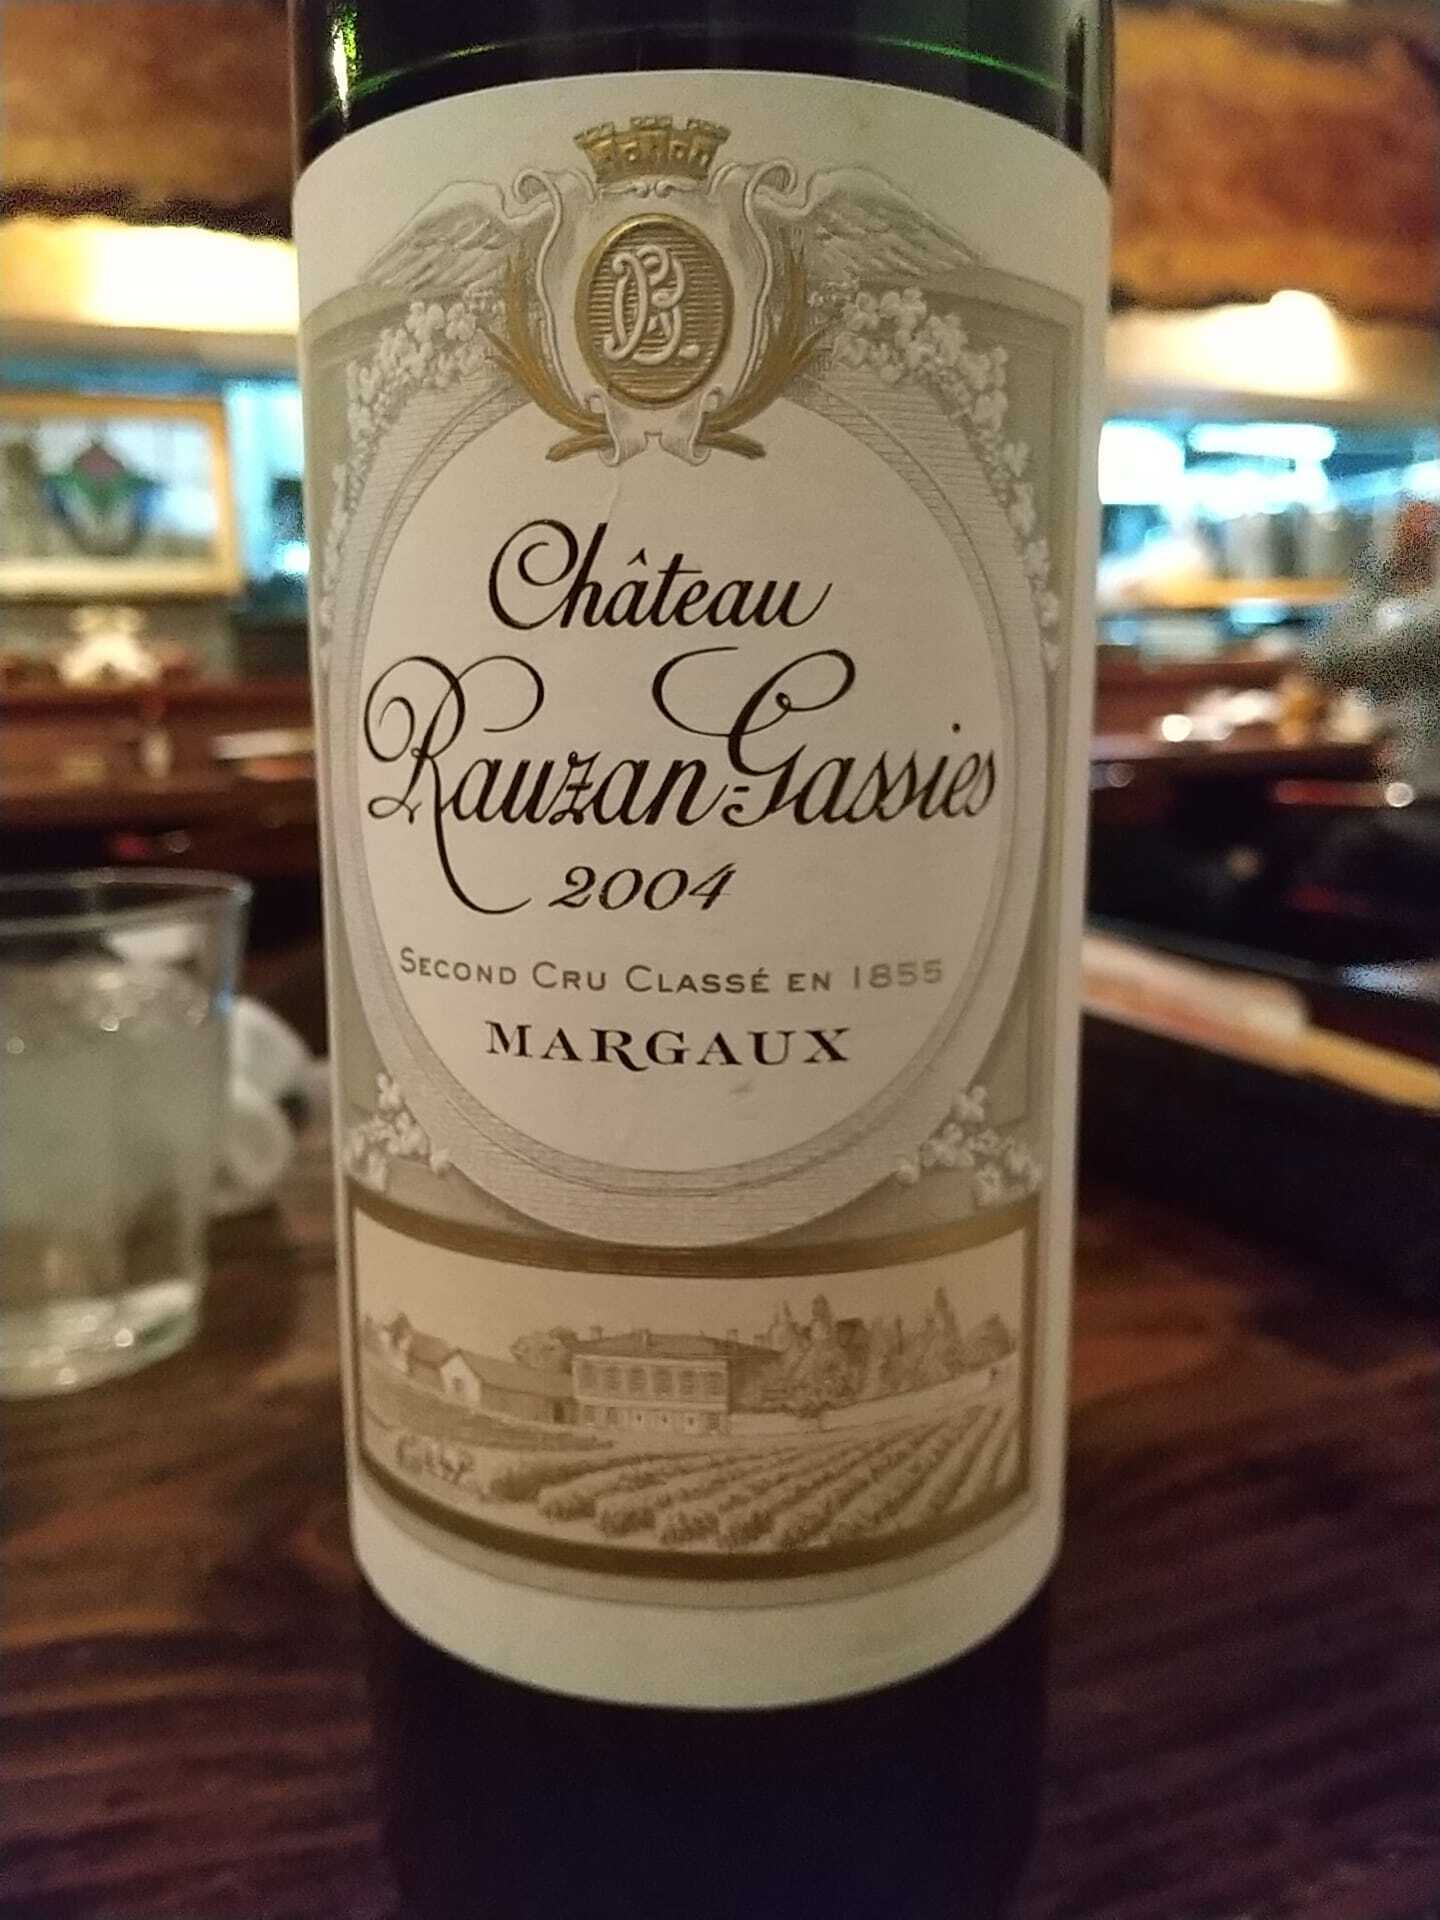 Château
Rauzan-Gassies
2004
SECOND CRU CLASSÉ EN 1855
MARGAUX